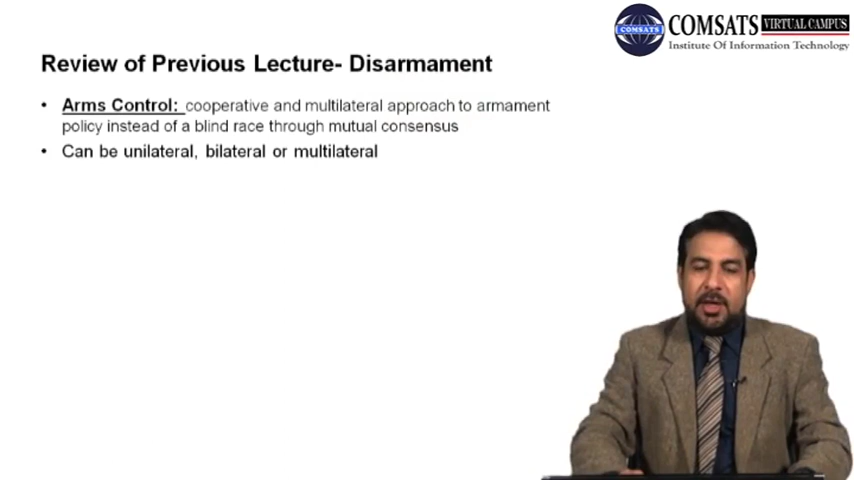 COMSATS VIRTUAL CAMPUS
COMSATS
Institute Of Information Technology
Review of Previous Lecture- Disarmament
• Arms Control: cooperative and multilateral approach to armament
policy instead of a blind race through mutual consensus
• Can be unilateral, bilateral or multilateral